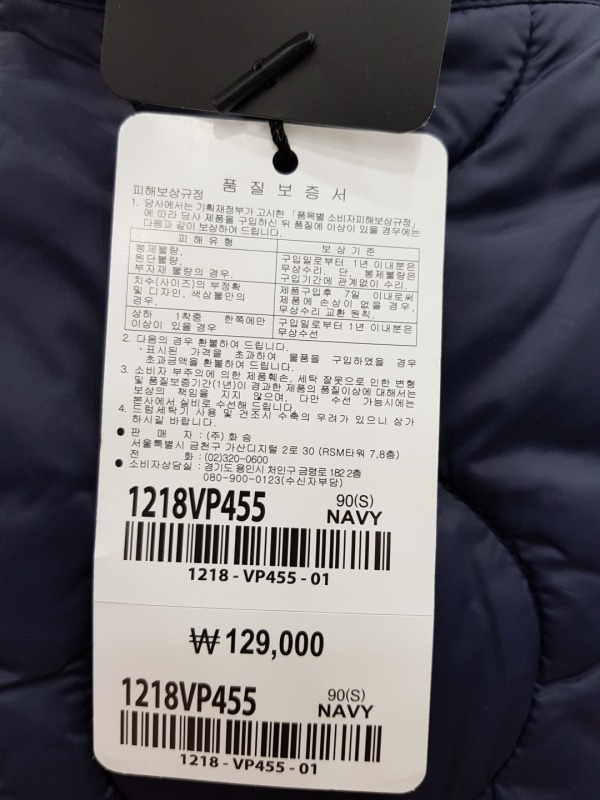 품 질 보 증 서
피해보상규정
1. 당사에서는 기획재정부가 고시한 「품목별 소비자피해보상규정」
에 따라 당사 제품을 구입하신 뒤 품질에 이상이 있을 경우에는
다음과 같이 보상하여 드립니다.
피 해 유 형 보 상 기 준
봉제불량.
원단불량.
부자재 불량의 경우.
구입일로부터 1년 이내분은
무상수리. 단, 봉제불량은
구입기간에 관계없이 수리.
치수(사이즈)의 부정확
및 디자인, 색상불만의
경우.
제품구입후 7일 이내로써
제품에 손상이 없을 경우.
무상수리 교환 원칙.
상하 1착중 한쪽에만
이상이 있을 경우
구입일로부터 1년 이내분은
무상수선
2. 다음의 경우 환불하여 드립니다.
· 표시된 가격을 초과하여 물품을 구입하였을 경우
초과금액을 환불하여 드립니다.
3. 소비자 부주의에 의한 제품훼손, 세탁 잘못으로 인한 변형
및 품질보증기간(1년)이 경과한 제품의 품질이상에 대해서는
보상의 책임을 지지 않으며, 다만 수선 가능시에는
본사에서 실비로 수선해 드립니다.
4. 드럼세탁기 사용 및 건조시 수축의 우려가 있으니 삼가
하시길 바랍니다.
● 판 매 자 : (주) 화 승
서울특별시 금천구 가산디지털 2로 30 (RSM타워 7,8층)
전 화 : (02)320-0600
● 소비자상담실 : 경기도 용인시 처인구 금령로 182 2층
080-900-0123(수신자부담)
1218VP455 90(S)
NAVY
1218 - VP455 - 01
₩ 129,000
1218VP455 90(S)
NAVY
1218 - VP455 - 01